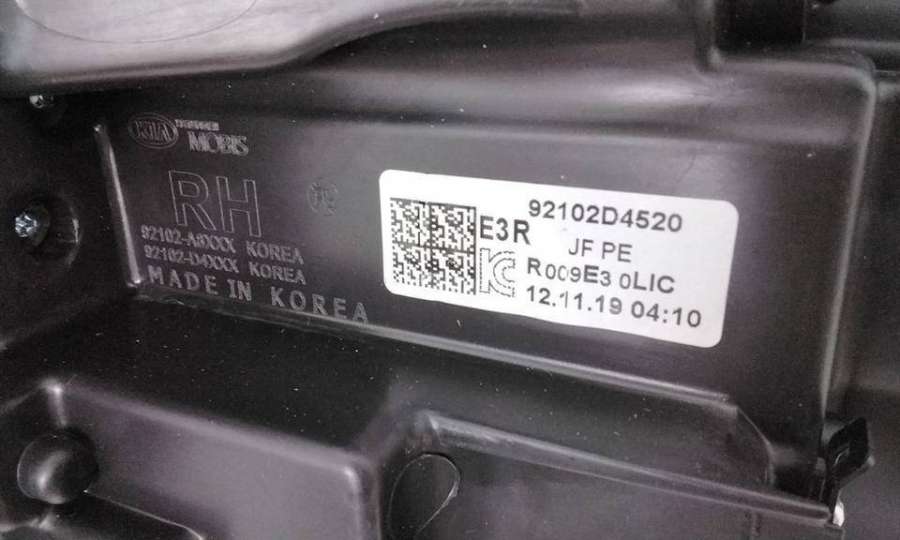 KIA
MOBIS
RH
92102-A8XXX KOREA
92102-D4XXX KOREA
MADE IN KOREA
92102D4520
E3R
JF PE
R 009E3 0LIC
12.11.19 04:10